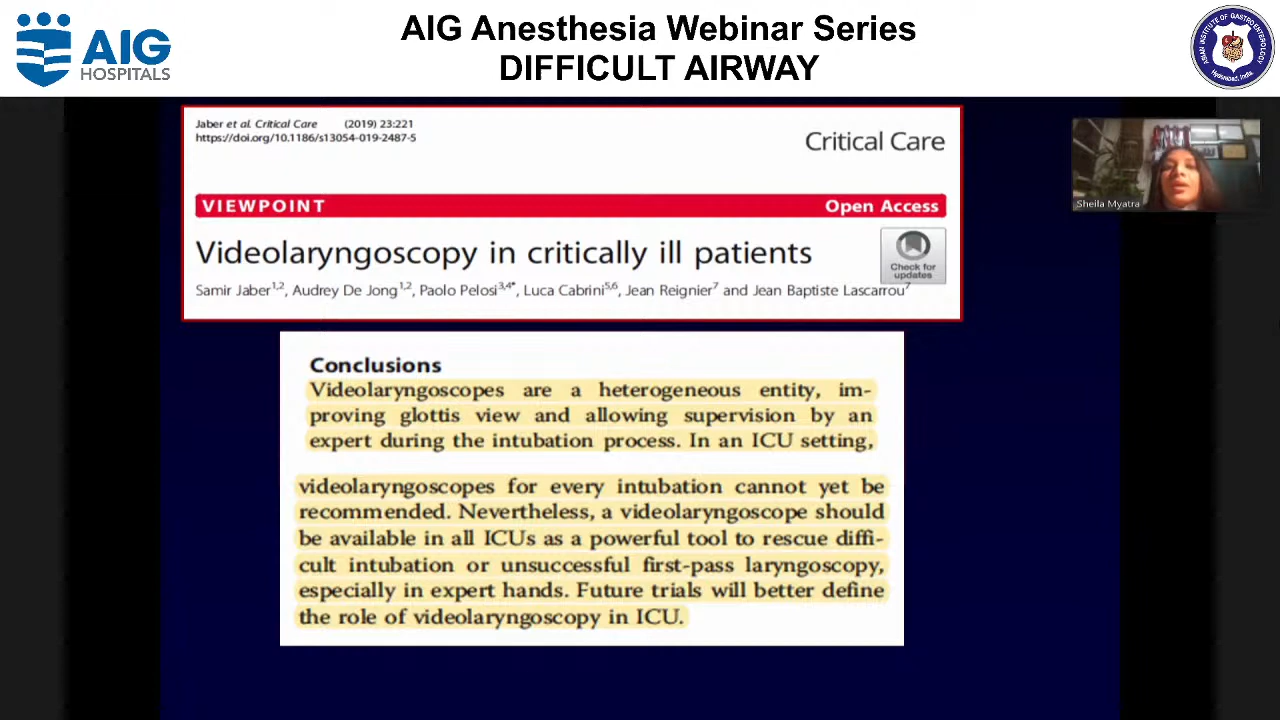 AIG
HOSPITALS
AIG Anesthesia Webinar Series
DIFFICULT AIRWAY
ASIAN INSTITUTE OF GASTROENTEROLOGY
Hyderabad, India.
Jaber et al. Critical Care (2019) 23:221
https://doi.org/10.1186/s13054-019-2487-5
Critical Care
VIEWPOINT Open Access
Videolaryngoscopy in critically ill patients
Check for
updates
Samir Jaber1,2, Audrey De Jong1,2, Paolo Pelosi3,4*, Luca Cabrini5,6, Jean Reignier7 and Jean Baptiste Lascarrou7
Sheila Myatra
Conclusions
Videolaryngoscopes are a heterogeneous entity, im-
proving glottis view and allowing supervision by an
expert during the intubation process. In an ICU setting,
videolaryngoscopes for every intubation cannot yet be
recommended. Nevertheless, a videolaryngoscope should
be available in all ICUs as a powerful tool to rescue diffi-
cult intubation or unsuccessful first-pass laryngoscopy,
especially in expert hands. Future trials will better define
the role of videolaryngoscopy in ICU.